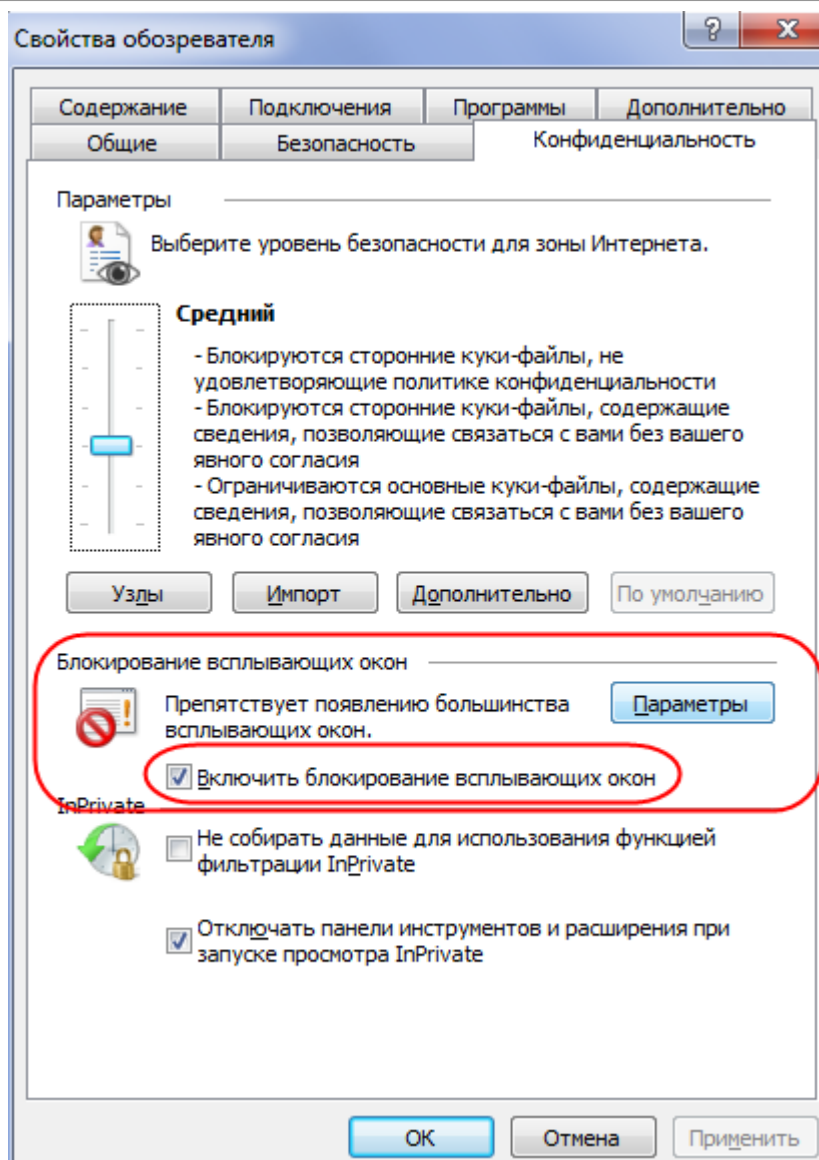 Свойства обозревателя
Содержание Подключения Программы Дополнительно
Общие Безопасность Конфиденциальность
Параметры
Выберите уровень безопасности для зоны Интернета.
Средний
- Блокируются сторонние куки-файлы, не
удовлетворяющие политике конфиденциальности
- Блокируются сторонние куки-файлы, содержащие
сведения, позволяющие связаться с вами без вашего
явного согласия
- Ограничиваются основные куки-файлы, содержащие
сведения, позволяющие связаться с вами без вашего
явного согласия
Узлы Импорт Дополнительно По умолчанию
Блокирование всплывающих окон
Препятствует появлению большинства
всплывающих окон.
Параметры
Включить блокирование всплывающих окон
InPrivate
Не собирать данные для использования функцией
фильтрации InPrivate
Отключать панели инструментов и расширения при
запуске просмотра InPrivate
ОК Отмена Применить